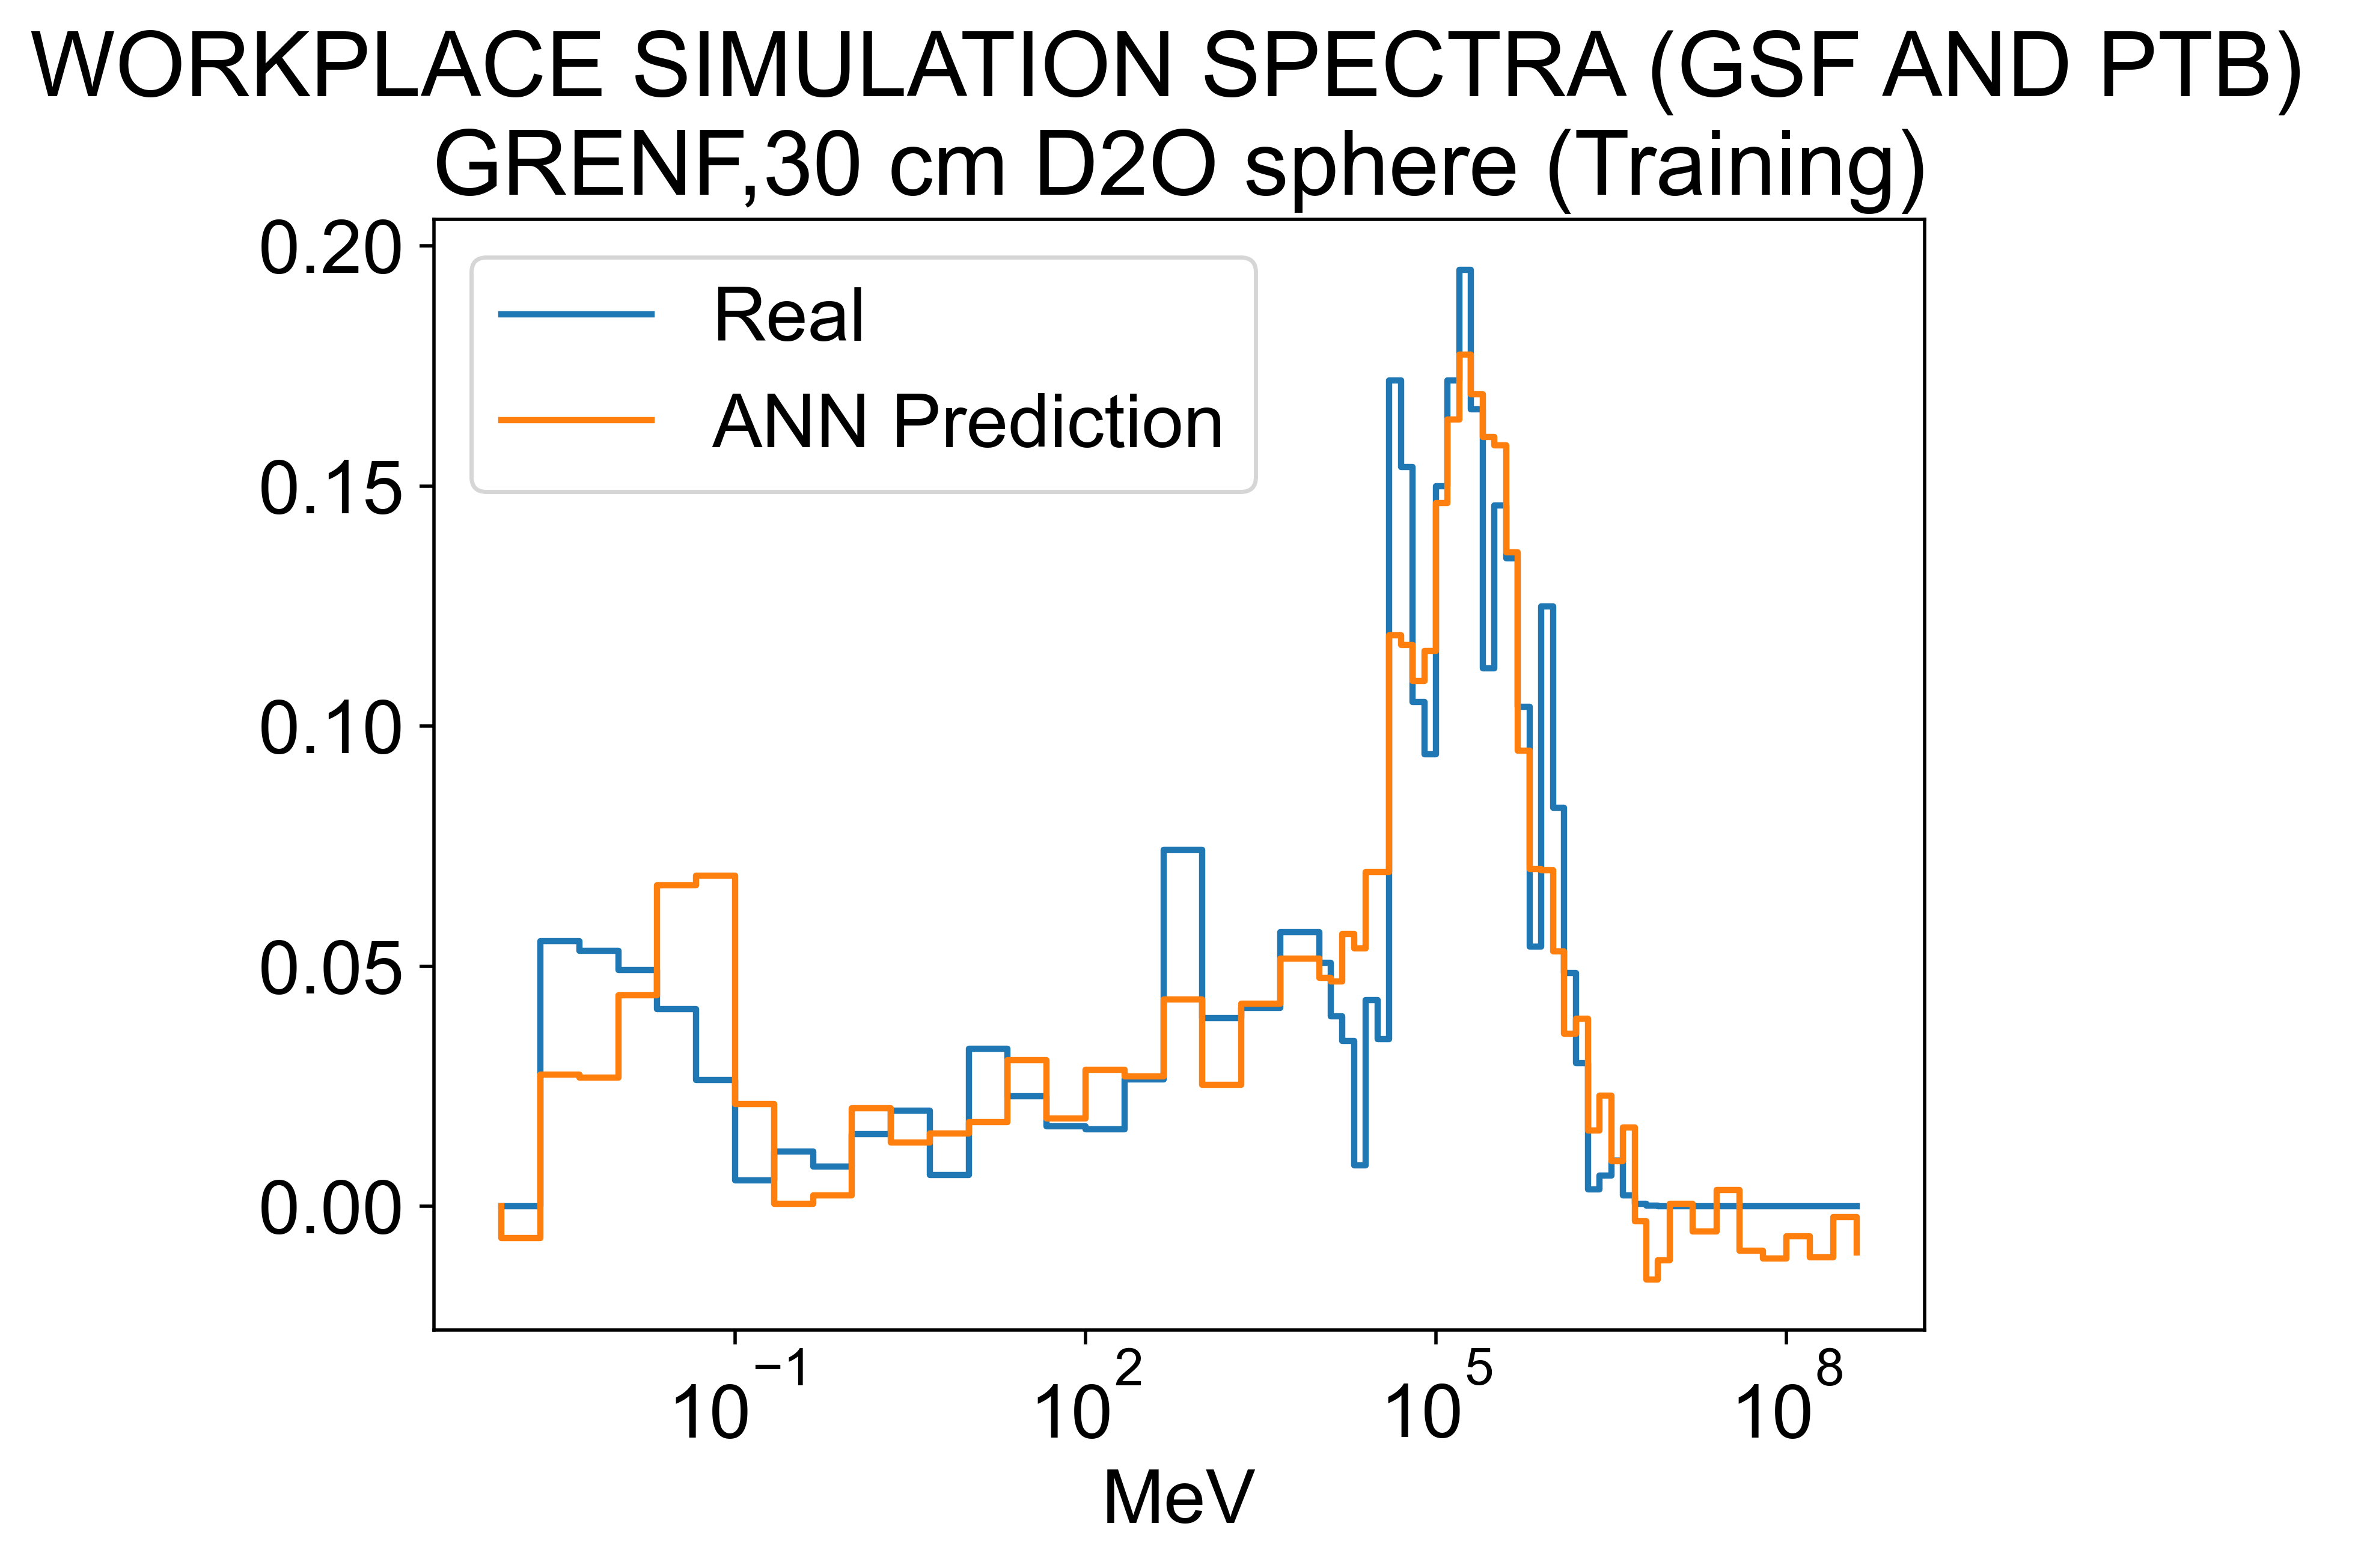 WORKPLACE SIMULATION SPECTRA (GSF AND PTB)
GRENF,30 cm D2O sphere (Training)
0.20
Real
ANN Prediction
0.15
0.10
0.05
0.00
10⁻¹ 10² 10⁵ 10⁸
MeV